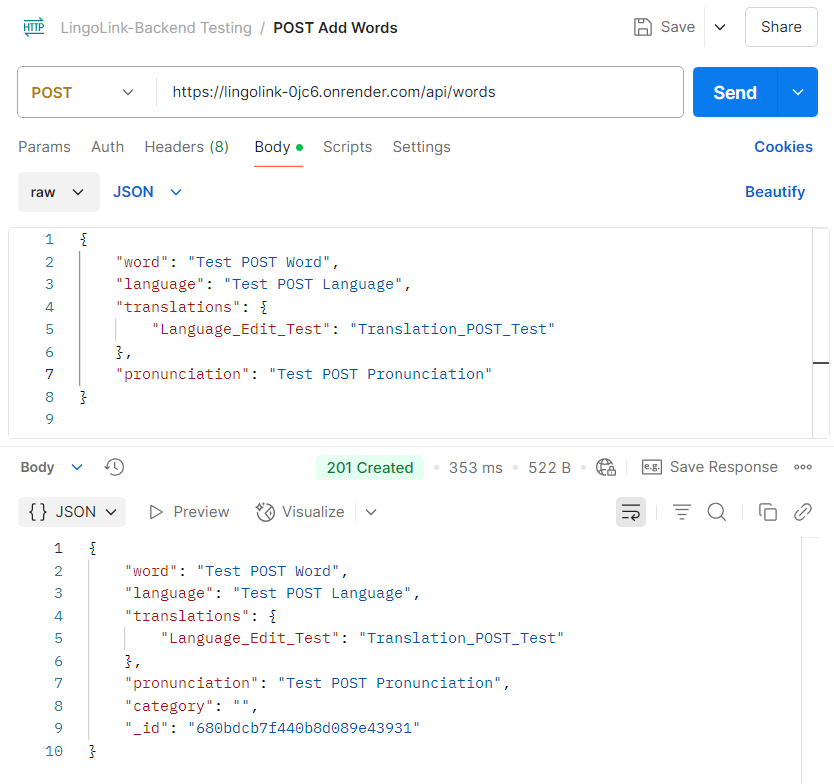 HTTP LingoLink-Backend Testing / POST Add Words Save Share
POST https://lingolink-0jc6.onrender.com/api/words Send
Params Auth Headers (8) Body Scripts Settings Cookies
raw JSON Beautify
1 {
2 "word": "Test POST Word",
3 "language": "Test POST Language",
4 "translations": {
5 "Language_Edit_Test": "Translation_POST_Test"
6 },
7 "pronunciation": "Test POST Pronunciation"
8 }
9
Body 201 Created 353 ms 522 B e.g. Save Response
{} JSON Preview Visualize
1 {
2 "word": "Test POST Word",
3 "language": "Test POST Language",
4 "translations": {
5 "Language_Edit_Test": "Translation_POST_Test"
6 },
7 "pronunciation": "Test POST Pronunciation",
8 "category": "",
9 "_id": "680bdcb7f440b8d089e43931"
10 }